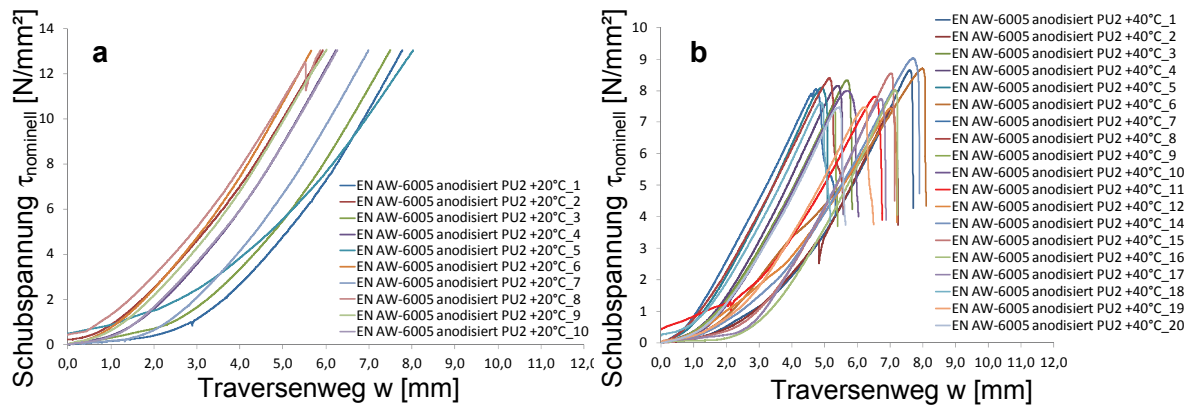 a
Schubspannung τnominell [N/mm²]
14
12
10
8
6
4
2
0
0,0 1,0 2,0 3,0 4,0 5,0 6,0 7,0 8,0 9,0 10,0 11,0 12,0
Traversenweg w [mm]
EN AW-6005 anodisiert PU2 +20°C_1
EN AW-6005 anodisiert PU2 +20°C_2
EN AW-6005 anodisiert PU2 +20°C_3
EN AW-6005 anodisiert PU2 +20°C_4
EN AW-6005 anodisiert PU2 +20°C_5
EN AW-6005 anodisiert PU2 +20°C_6
EN AW-6005 anodisiert PU2 +20°C_7
EN AW-6005 anodisiert PU2 +20°C_8
EN AW-6005 anodisiert PU2 +20°C_9
EN AW-6005 anodisiert PU2 +20°C_10
b
Schubspannung τnominell [N/mm²]
10
9
8
7
6
5
4
3
2
1
0
0,0 1,0 2,0 3,0 4,0 5,0 6,0 7,0 8,0 9,0 10,0 11,0 12,0
Traversenweg w [mm]
EN AW-6005 anodisiert PU2 +40°C_1
EN AW-6005 anodisiert PU2 +40°C_2
EN AW-6005 anodisiert PU2 +40°C_3
EN AW-6005 anodisiert PU2 +40°C_4
EN AW-6005 anodisiert PU2 +40°C_5
EN AW-6005 anodisiert PU2 +40°C_6
EN AW-6005 anodisiert PU2 +40°C_7
EN AW-6005 anodisiert PU2 +40°C_8
EN AW-6005 anodisiert PU2 +40°C_9
EN AW-6005 anodisiert PU2 +40°C_10
EN AW-6005 anodisiert PU2 +40°C_11
EN AW-6005 anodisiert PU2 +40°C_12
EN AW-6005 anodisiert PU2 +40°C_14
EN AW-6005 anodisiert PU2 +40°C_15
EN AW-6005 anodisiert PU2 +40°C_16
EN AW-6005 anodisiert PU2 +40°C_17
EN AW-6005 anodisiert PU2 +40°C_18
EN AW-6005 anodisiert PU2 +40°C_19
EN AW-6005 anodisiert PU2 +40°C_20